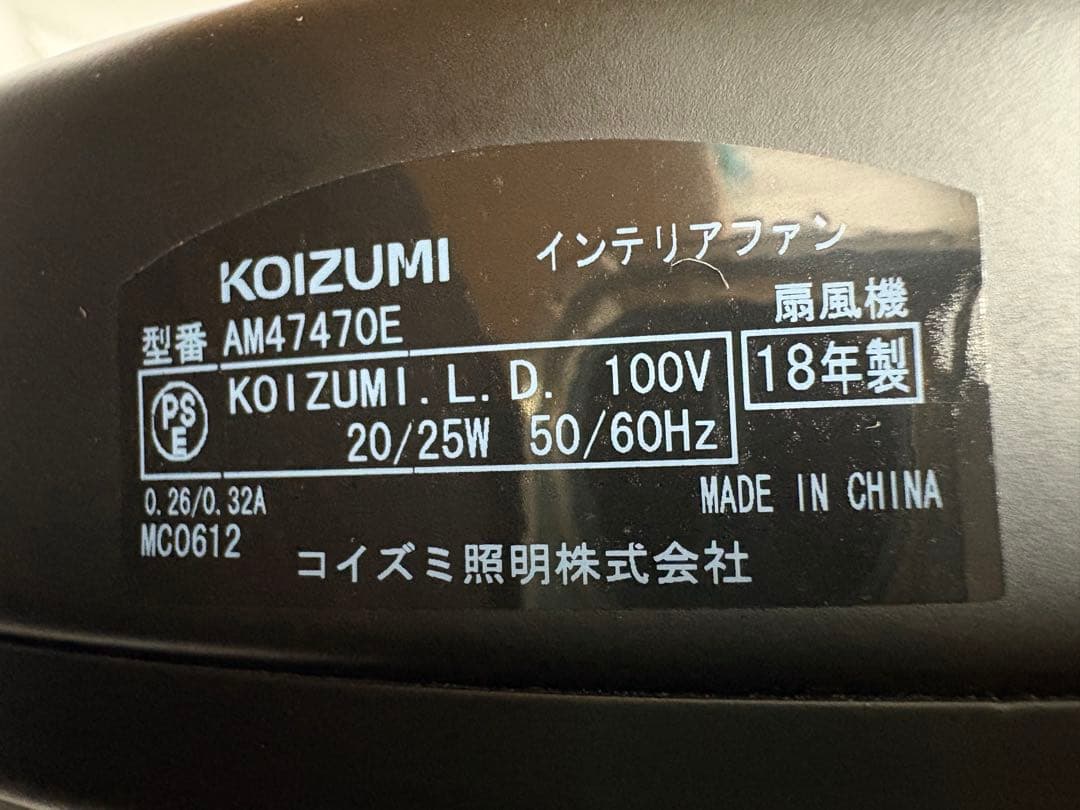 KOIZUMI インテリアファン
型番 AM47470E 扇風機
PSE KOIZUMI.L.D. 100V 18年製
20/25W 50/60Hz
0.26/0.32A MADE IN CHINA
MC0612
コイズミ照明株式会社